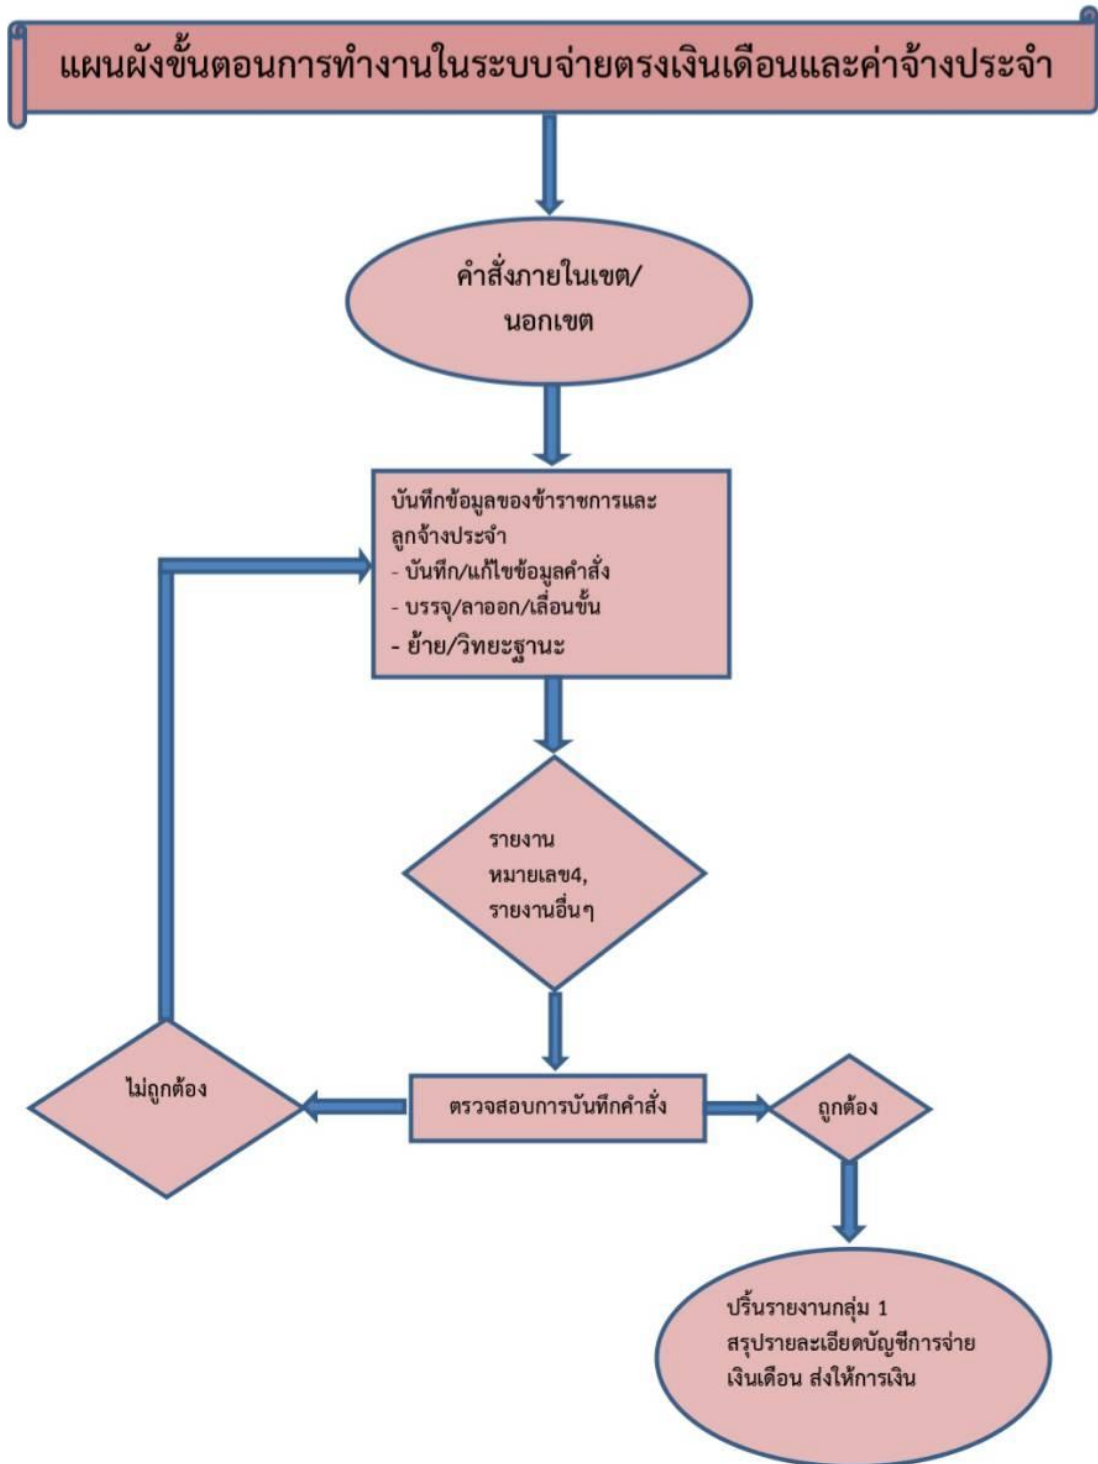 แผนผังขั้นตอนการทำงานในระบบจ่ายตรงเงินเดือนและค่าจ้างประจำ
คำสั่งภายในเขต/
นอกเขต
บันทึกข้อมูลของข้าราชการและ
ลูกจ้างประจำ
- บันทึก/แก้ไขข้อมูลคำสั่ง
- บรรจุ/ลาออก/เลื่อนขั้น
- ย้าย/วิทยะฐานะ
รายงาน
หมายเลข4,
รายงานอื่นๆ
ไม่ถูกต้อง
ตรวจสอบการบันทึกคำสั่ง
ถูกต้อง
ปริ้นรายงานกลุ่ม 1
สรุปรายละเอียดบัญชีการจ่าย
เงินเดือน ส่งให้การเงิน